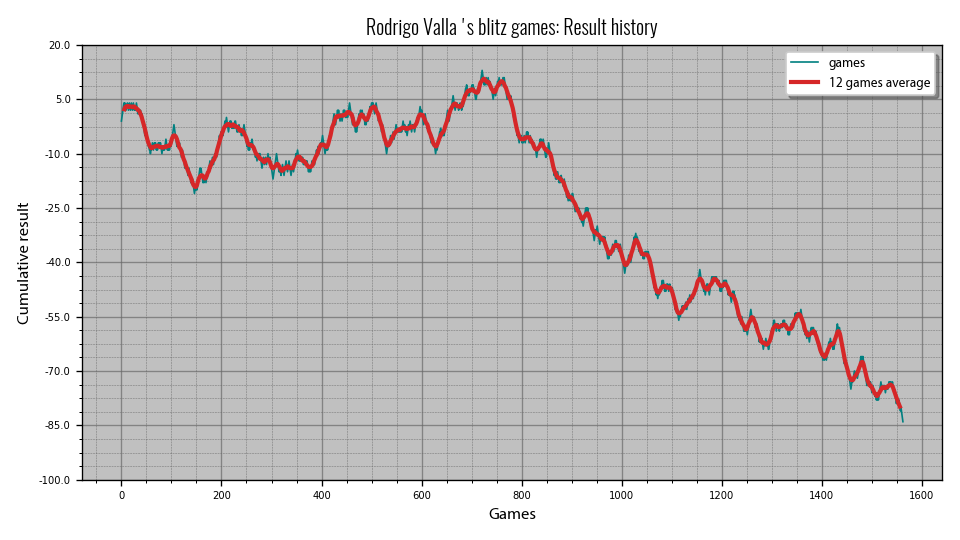 Rodrigo Valla 's blitz games: Result history
20.0
5.0
-10.0
-25.0
-40.0
-55.0
-70.0
-85.0
-100.0
Cumulative result
games
12 games average
0 200 400 600 800 1000 1200 1400 1600
Games